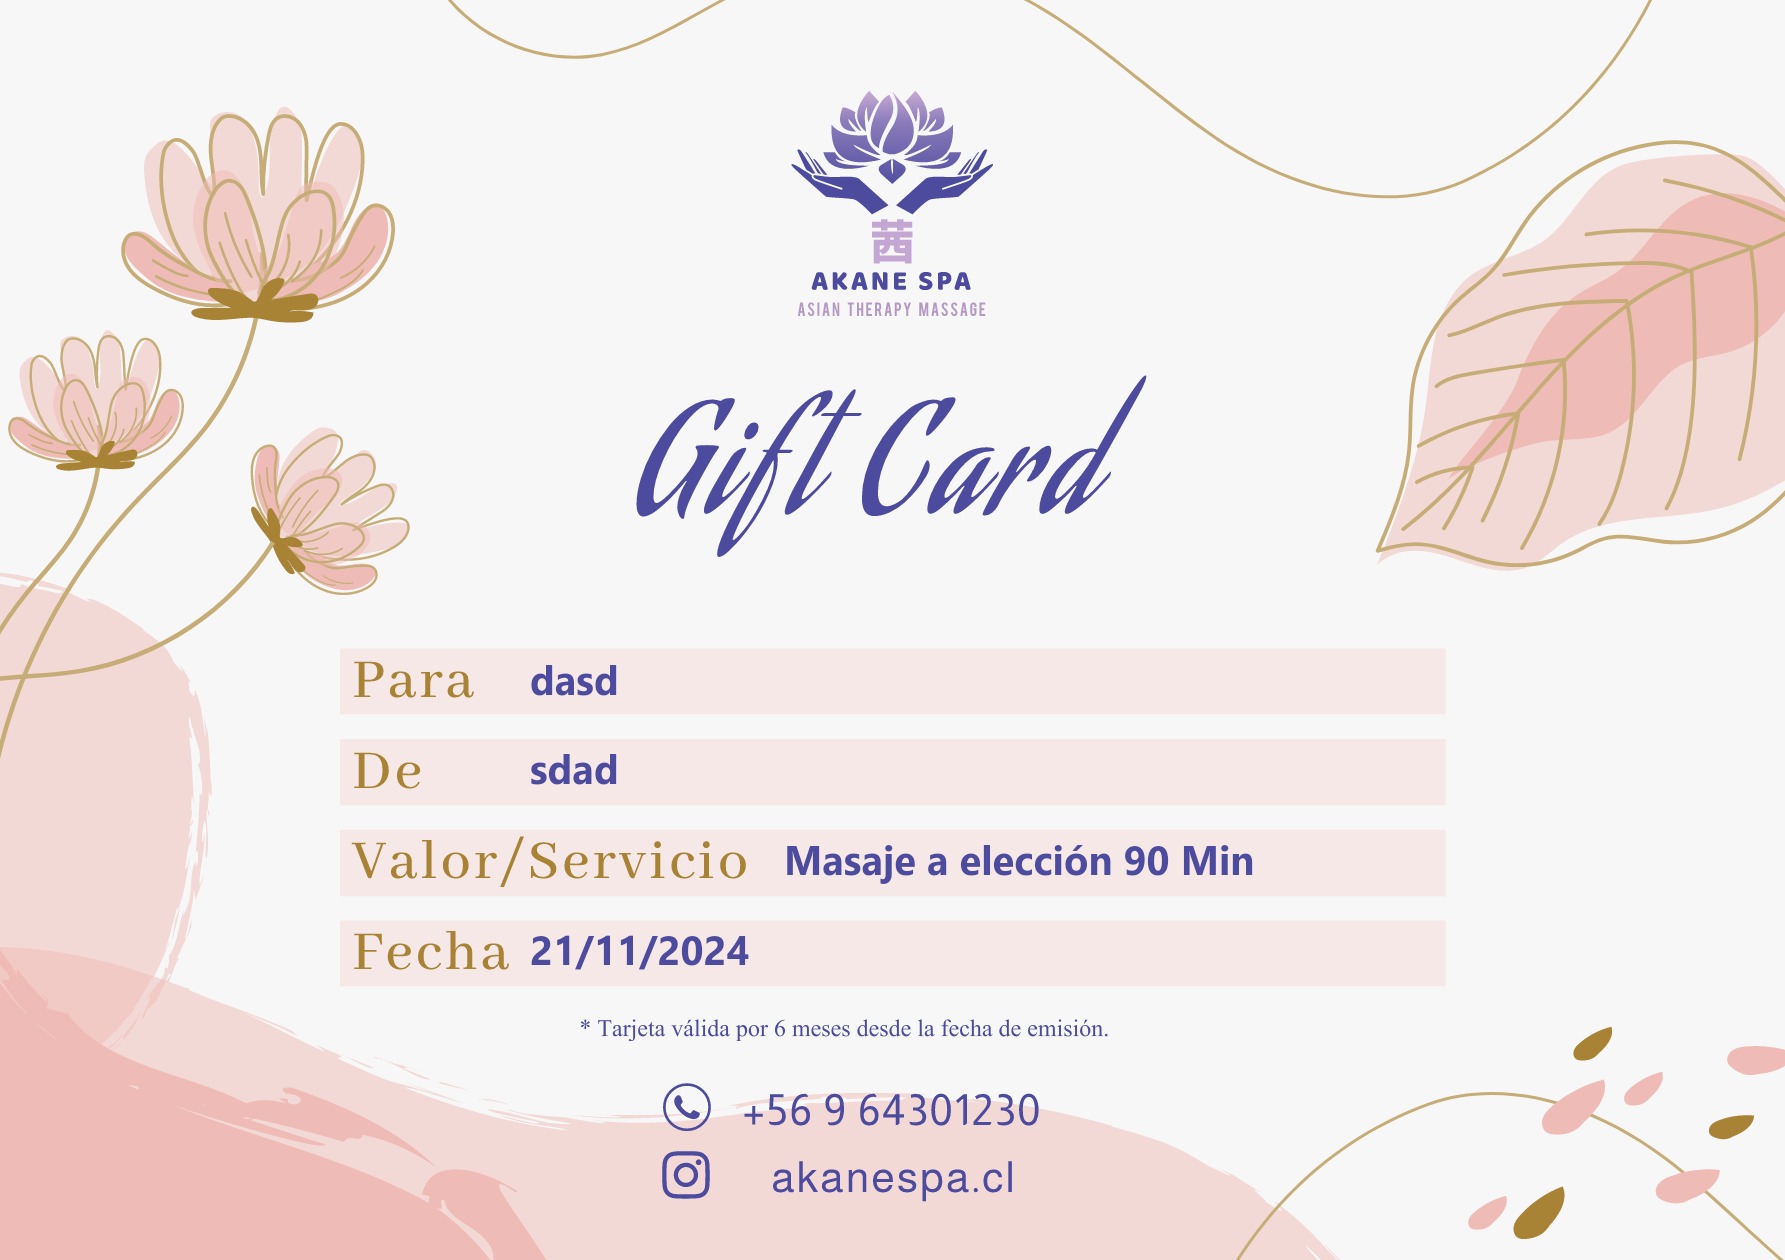 茜
AKANE SPA
ASIAN THERAPY MASSAGE
Gift Card
Para dasd
De sdad
Valor/Servicio Masaje a elección 90 Min
Fecha 21/11/2024
* Tarjeta válida por 6 meses desde la fecha de emisión.
+56 9 64301230
akanespa.cl